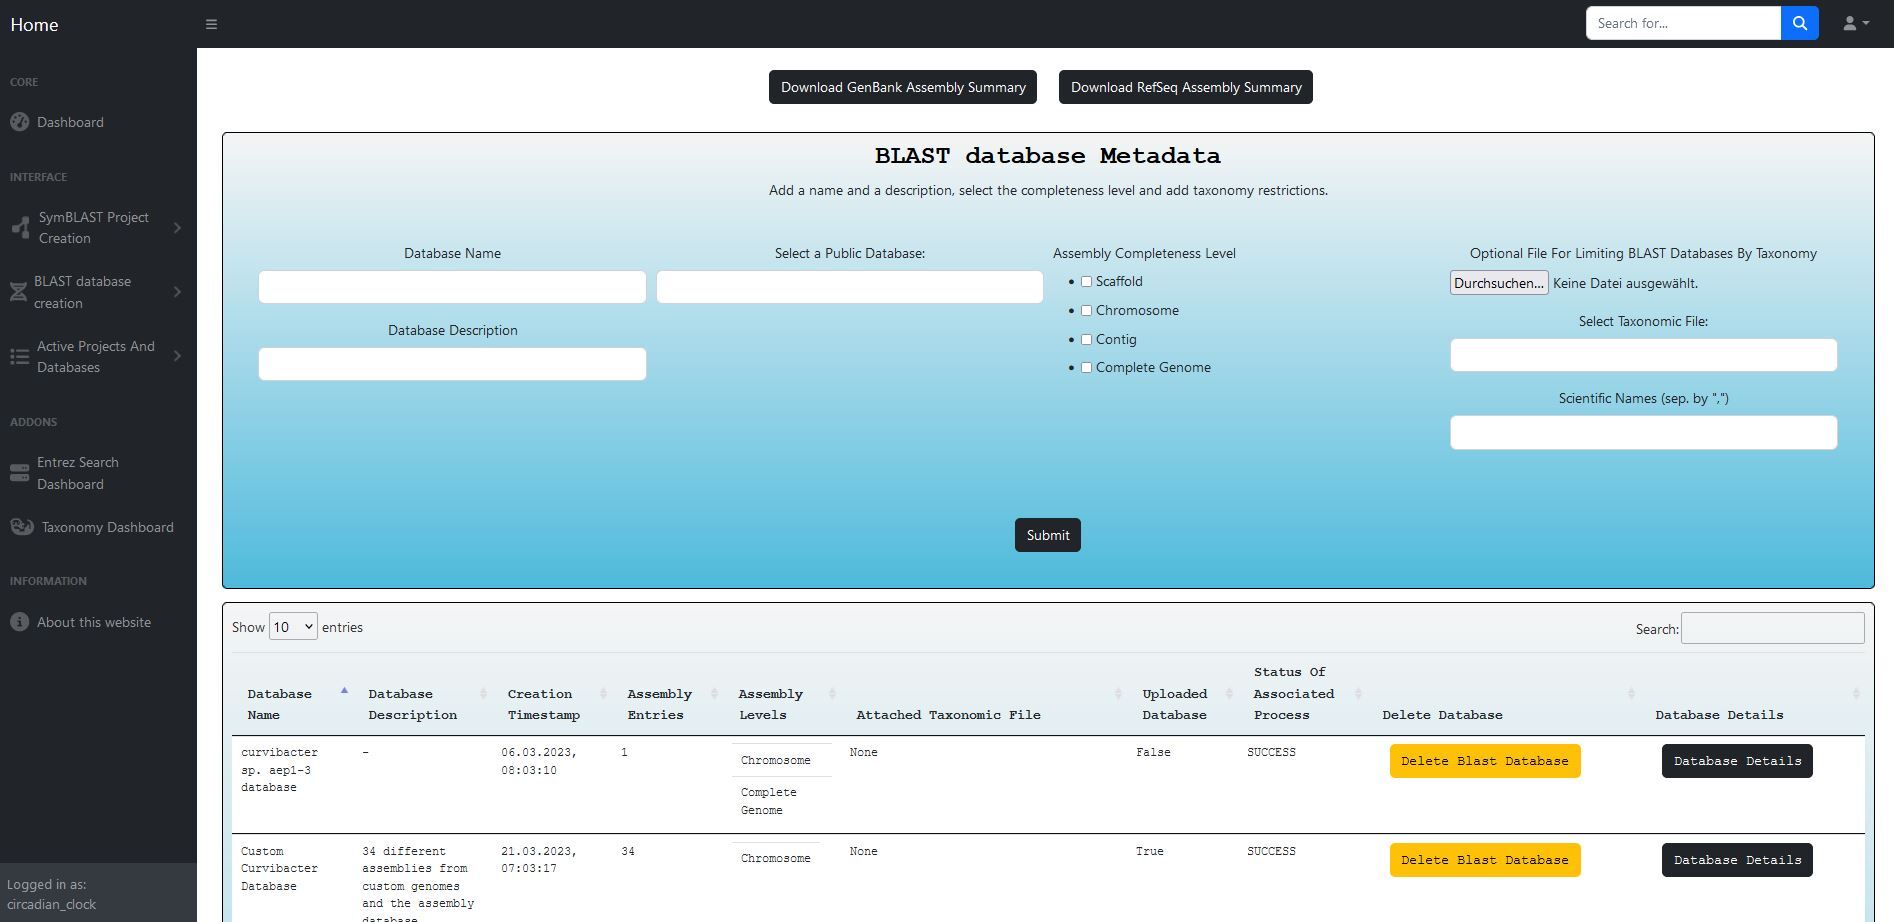 Home
Search for...
CORE
Dashboard
INTERFACE
SymBLAST Project
Creation
BLAST database
creation
Active Projects And
Databases
ADDONS
Entrez Search
Dashboard
Taxonomy Dashboard
INFORMATION
About this website
Logged in as:
circadian_clock
Download GenBank Assembly Summary
Download RefSeq Assembly Summary
BLAST database Metadata
Add a name and a description, select the completeness level and add taxonomy restrictions.
Database Name
Database Description
Select a Public Database:
Assembly Completeness Level
Scaffold
Chromosome
Contig
Complete Genome
Optional File For Limiting BLAST Databases By Taxonomy
Durchsuchen... Keine Datei ausgewählt.
Select Taxonomic File:
Scientific Names (sep. by ",")
Submit
Show 10 entries
Search:
Database
Name
Database
Description
Creation
Timestamp
Assembly
Entries
Assembly
Levels
Attached Taxonomic File
Uploaded
Database
Status Of
Associated
Process
Delete Database
Database Details
curvibacter
sp. aep1-3
database
-
06.03.2023,
08:03:10
1
Chromosome
Complete
Genome
None
False
SUCCESS
Delete Blast Database
Database Details
Custom
Curvibacter
Database
34 different
assemblies from
custom genomes
and the assembly
database
21.03.2023,
07:03:17
34
Chromosome
None
True
SUCCESS
Delete Blast Database
Database Details